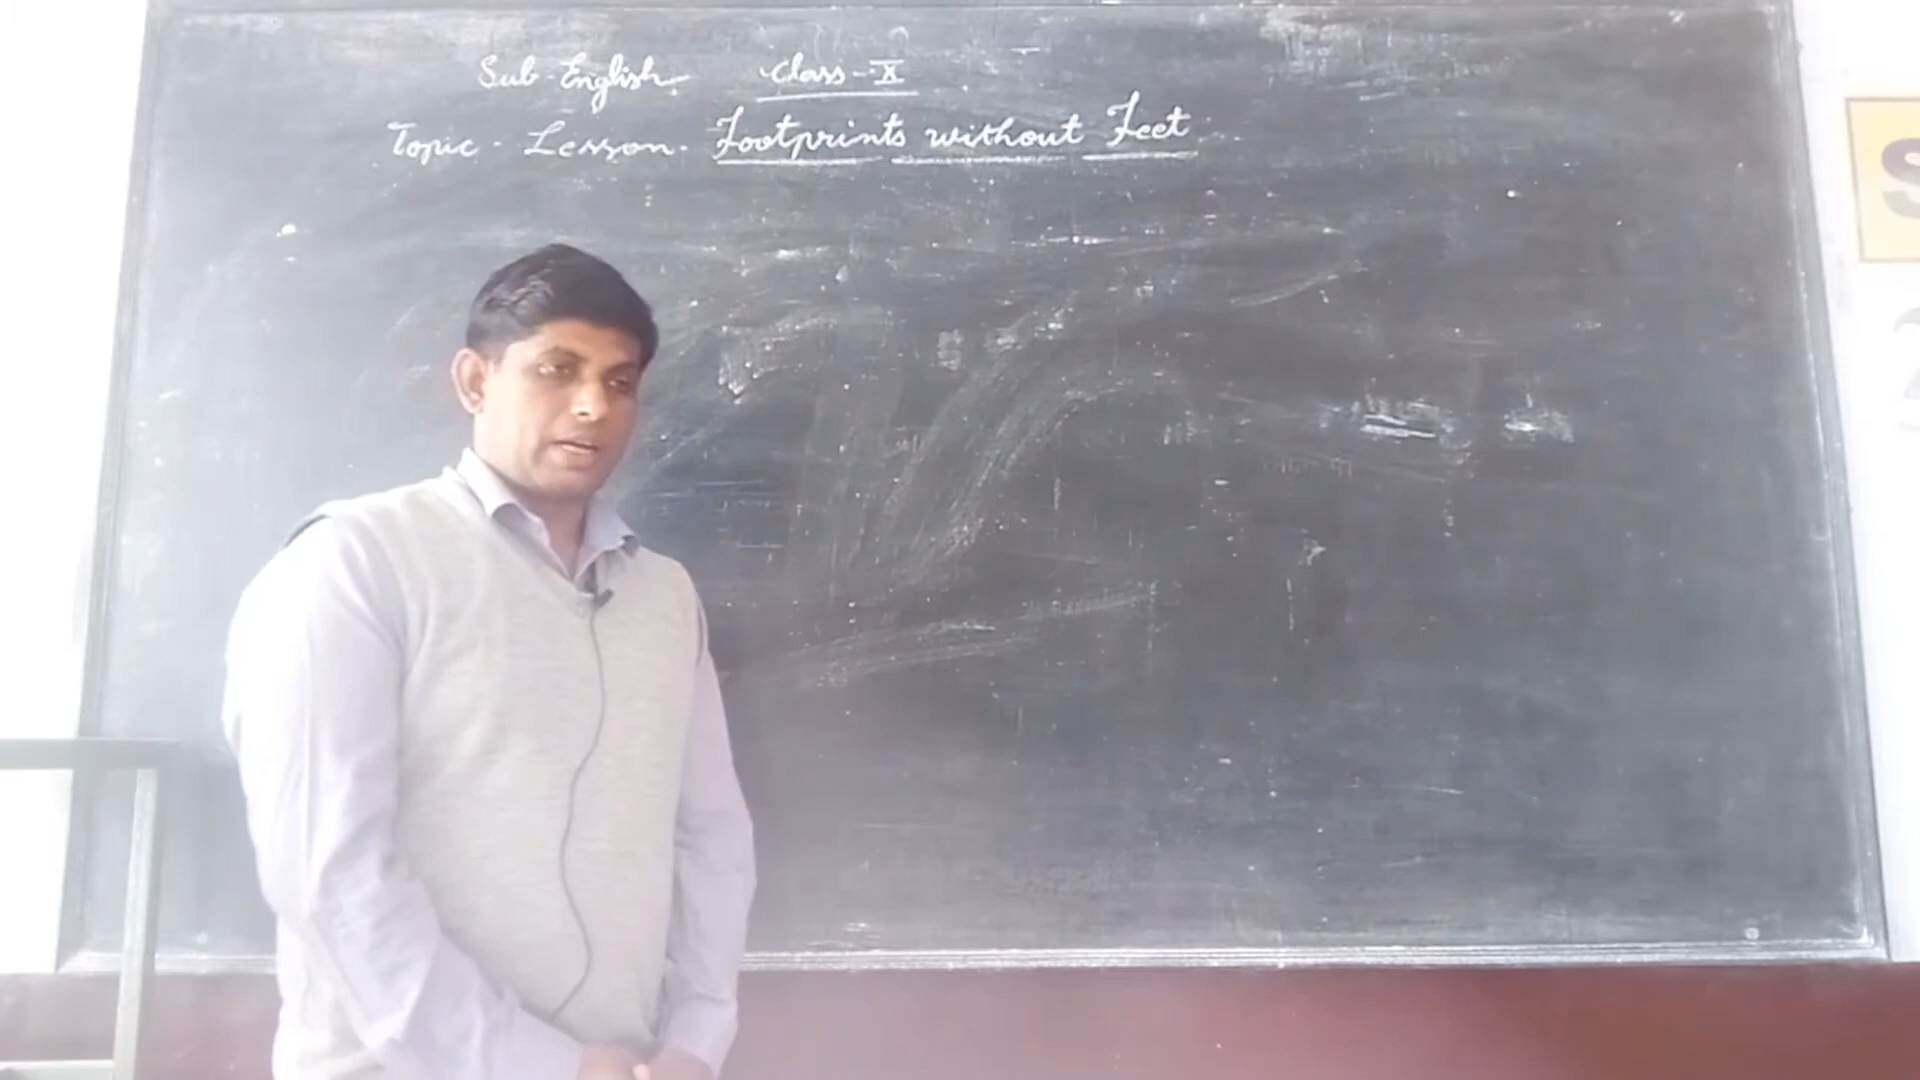 Sub-English Class-X
Topic - Lesson. Footprints without Feet
S